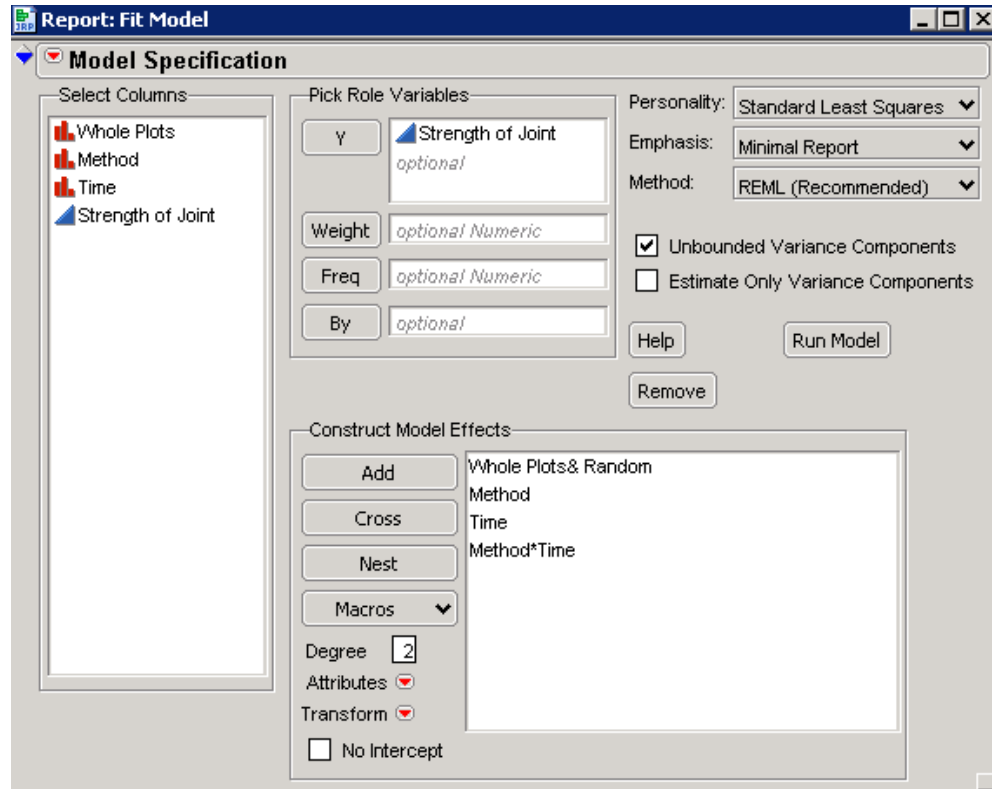 Report: Fit Model
Model Specification
Select Columns
Whole Plots
Method
Time
Strength of Joint
Pick Role Variables
Y
Strength of Joint
optional
Weight
optional Numeric
Freq
optional Numeric
By
optional
Personality: Standard Least Squares
Emphasis: Minimal Report
Method: REML (Recommended)
Unbounded Variance Components
Estimate Only Variance Components
Help
Run Model
Remove
Construct Model Effects
Add
Cross
Nest
Macros
Degree 2
Attributes
Transform
No Intercept
Whole Plots& Random
Method
Time
Method*Time